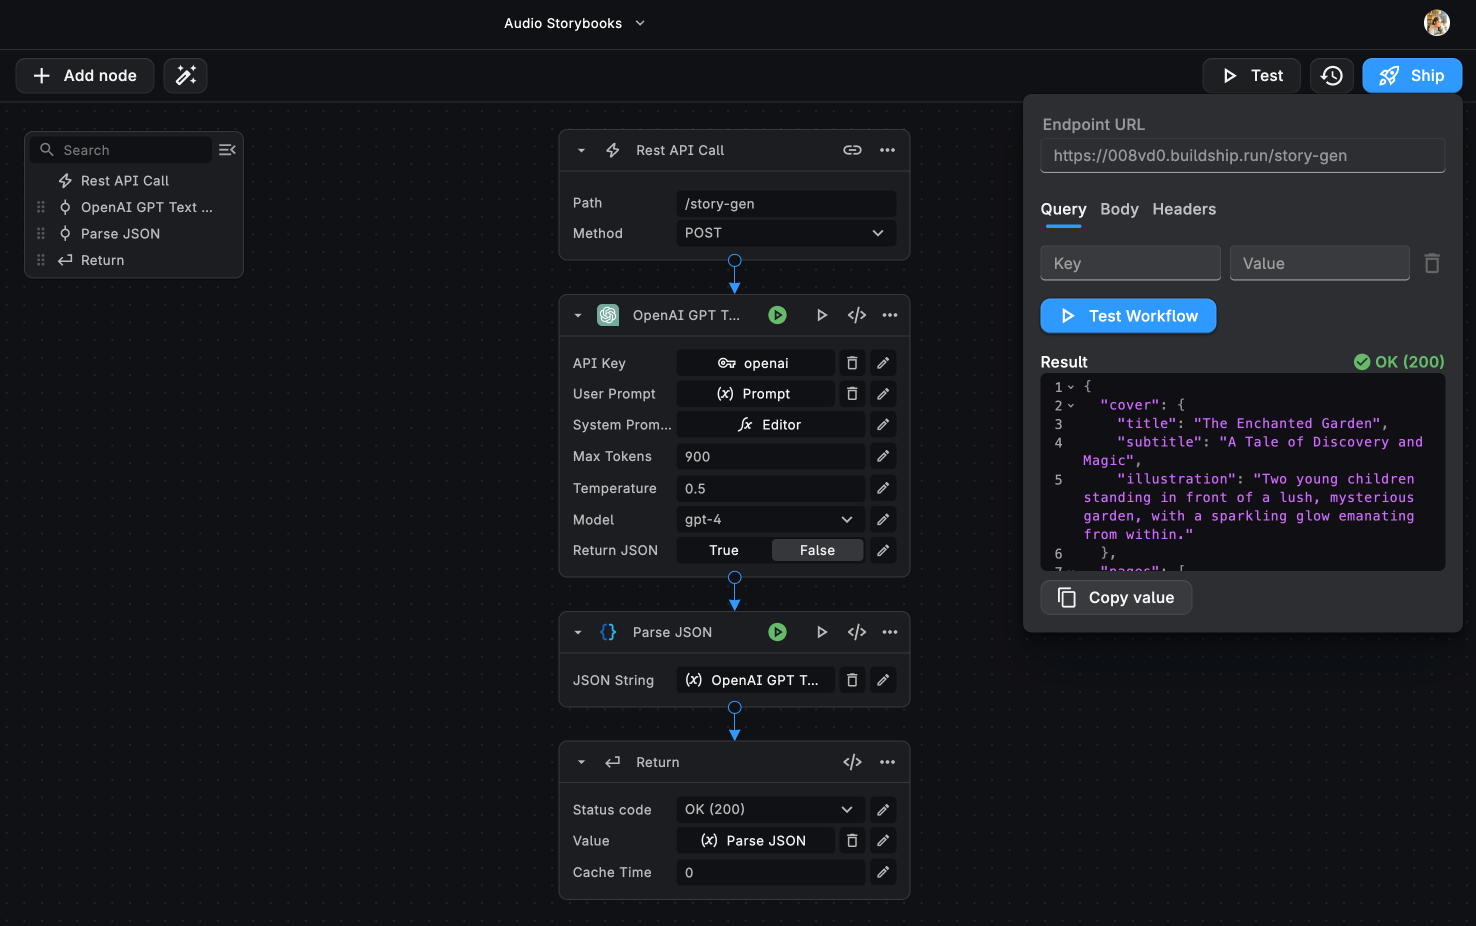 Audio Storybooks
Add node
Test
Ship
Search
Rest API Call
OpenAI GPT Text ...
Parse JSON
Return
Rest API Call
Path
/story-gen
Method
POST
OpenAI GPT T...
API Key
openai
User Prompt
(x) Prompt
System Prom...
fx Editor
Max Tokens
900
Temperature
0.5
Model
gpt-4
Return JSON
True
False
Parse JSON
JSON String
(x) OpenAI GPT T...
Return
Status code
OK (200)
Value
(x) Parse JSON
Cache Time
0
Endpoint URL
https://008vd0.buildship.run/story-gen
Query
Body
Headers
Key
Value
Test Workflow
Result
OK (200)
1 {
2 "cover": {
3 "title": "The Enchanted Garden",
4 "subtitle": "A Tale of Discovery and
Magic",
5 "illustration": "Two young children
standing in front of a lush, mysterious
garden, with a sparkling glow emanating
from within."
6 },
7 "pages": [
Copy value